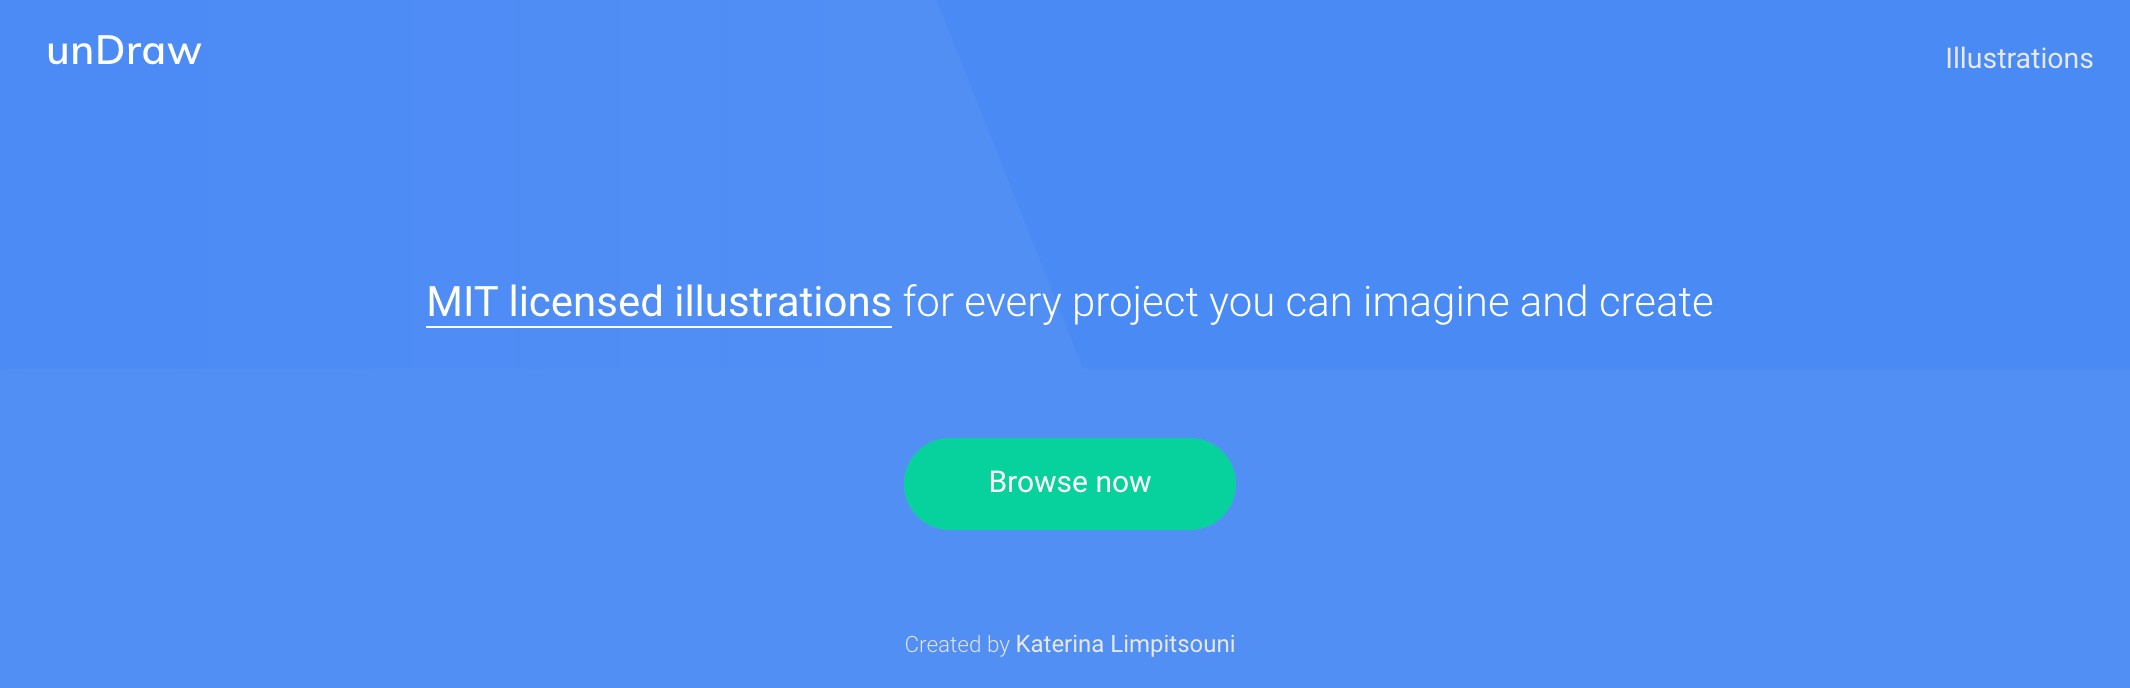 unDraw
Illustrations
MIT licensed illustrations for every project you can imagine and create
Browse now
Created by Katerina Limpitsouni